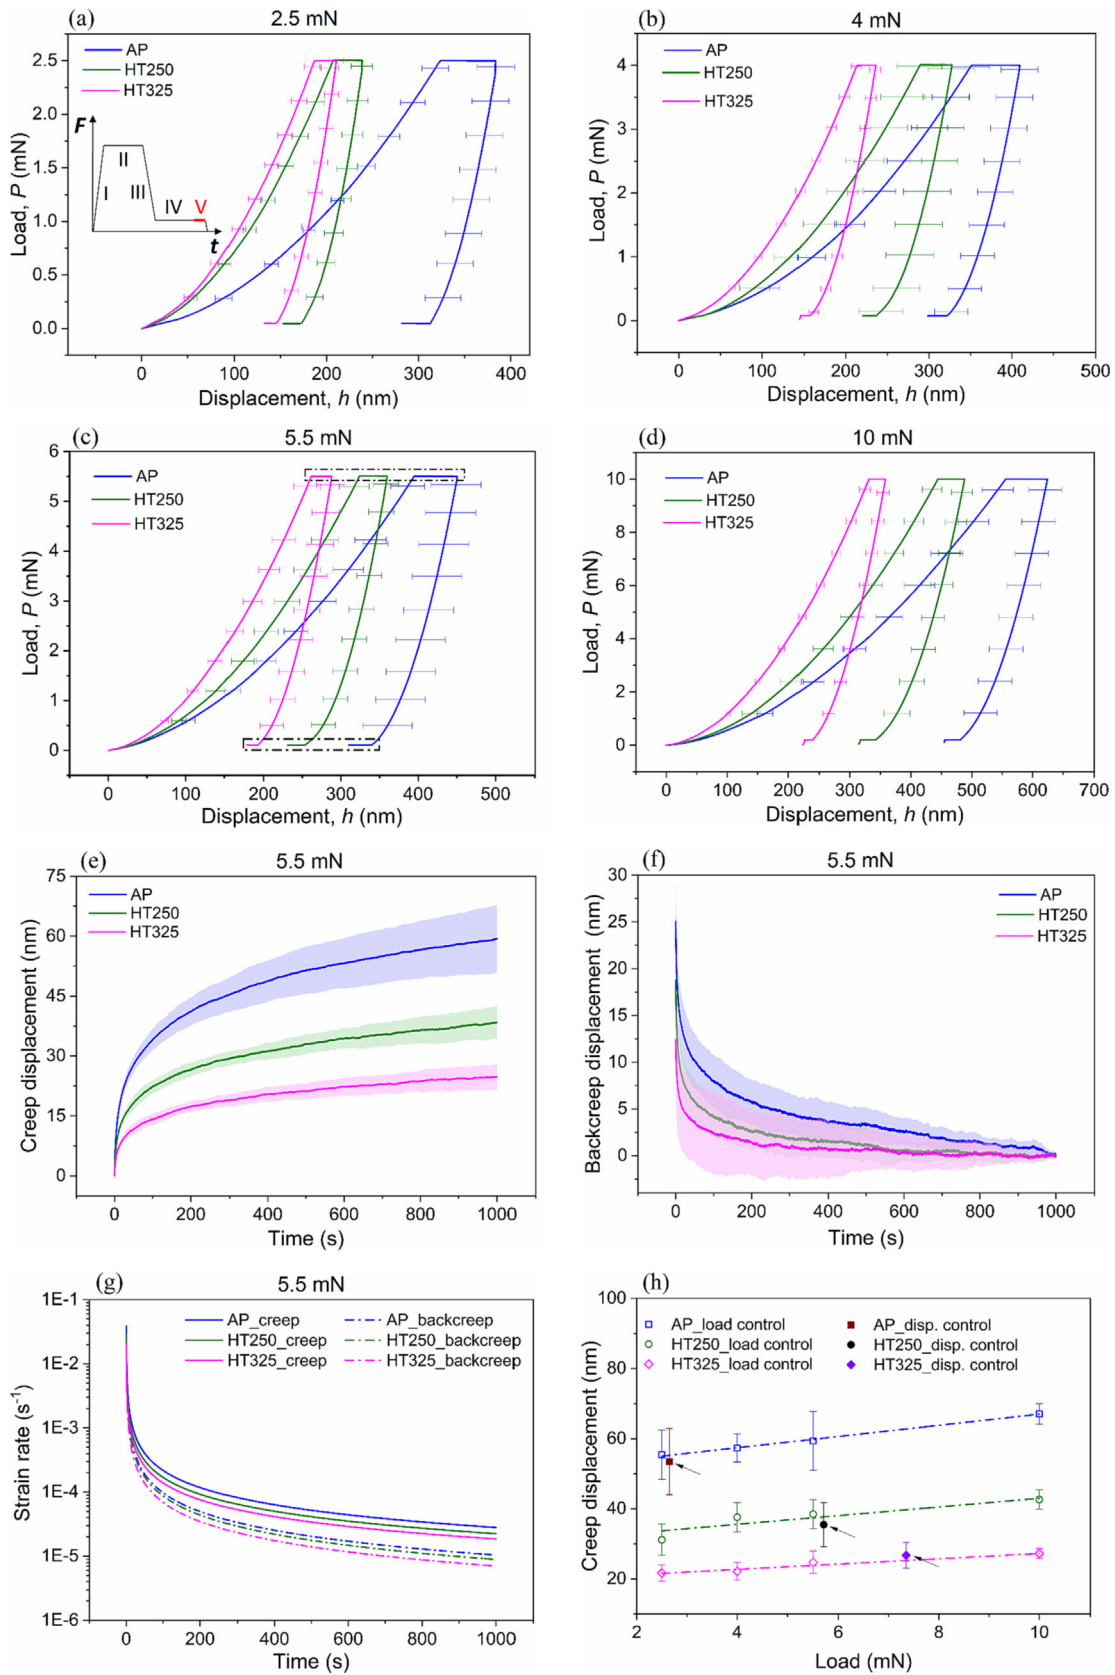 (a) 2.5 mN
AP
HT250
HT325
F
I
II
III
IV
V
t
Load, P (mN)
2.5
2.0
1.5
1.0
0.5
0.0
0 100 200 300 400
Displacement, h (nm)
(b) 4 mN
AP
HT250
HT325
Load, P (mN)
4
3
2
1
0
0 100 200 300 400 500
Displacement, h (nm)
(c) 5.5 mN
AP
HT250
HT325
Load, P (mN)
6
5
4
3
2
1
0
0 100 200 300 400 500
Displacement, h (nm)
(d) 10 mN
AP
HT250
HT325
Load, P (mN)
10
8
6
4
2
0
0 100 200 300 400 500 600 700
Displacement, h (nm)
(e) 5.5 mN
AP
HT250
HT325
Creep displacement (nm)
75
60
45
30
15
0
0 200 400 600 800 1000
Time (s)
(f) 5.5 mN
AP
HT250
HT325
Backcreep displacement (nm)
30
25
20
15
10
5
0
0 200 400 600 800 1000
Time (s)
(g) 5.5 mN
AP_creep AP_backcreep
HT250_creep HT250_backcreep
HT325_creep HT325_backcreep
Strain rate (s⁻¹)
1E-1
1E-2
1E-3
1E-4
1E-5
1E-6
0 200 400 600 800 1000
Time (s)
(h)
AP_load control AP_disp. control
HT250_load control HT250_disp. control
HT325_load control HT325_disp. control
Creep displacement (nm)
100
80
60
40
20
2 4 6 8 10
Load (mN)